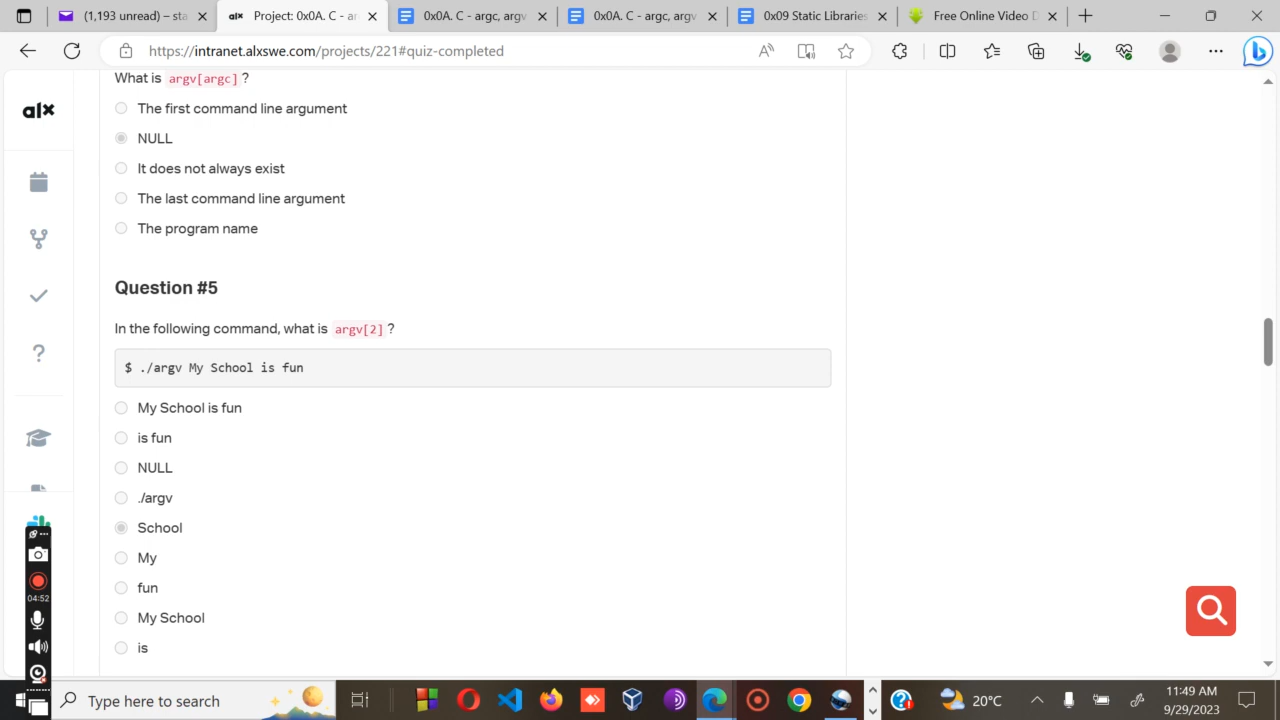 (1,193 unread) – sta
Project: 0x0A. C - ar
0x0A. C - argc, argv
0x0A. C - argc, argv
0x09 Static Libraries
Free Online Video D
https://intranet.alxswe.com/projects/221#quiz-completed
What is argv[argc]?
alx
The first command line argument
NULL
It does not always exist
The last command line argument
The program name
Question #5
In the following command, what is argv[2]?
$ ./argv My School is fun
My School is fun
is fun
NULL
./argv
School
My
fun
My School
is
04:52
Type here to search
20°C
11:49 AM
9/29/2023